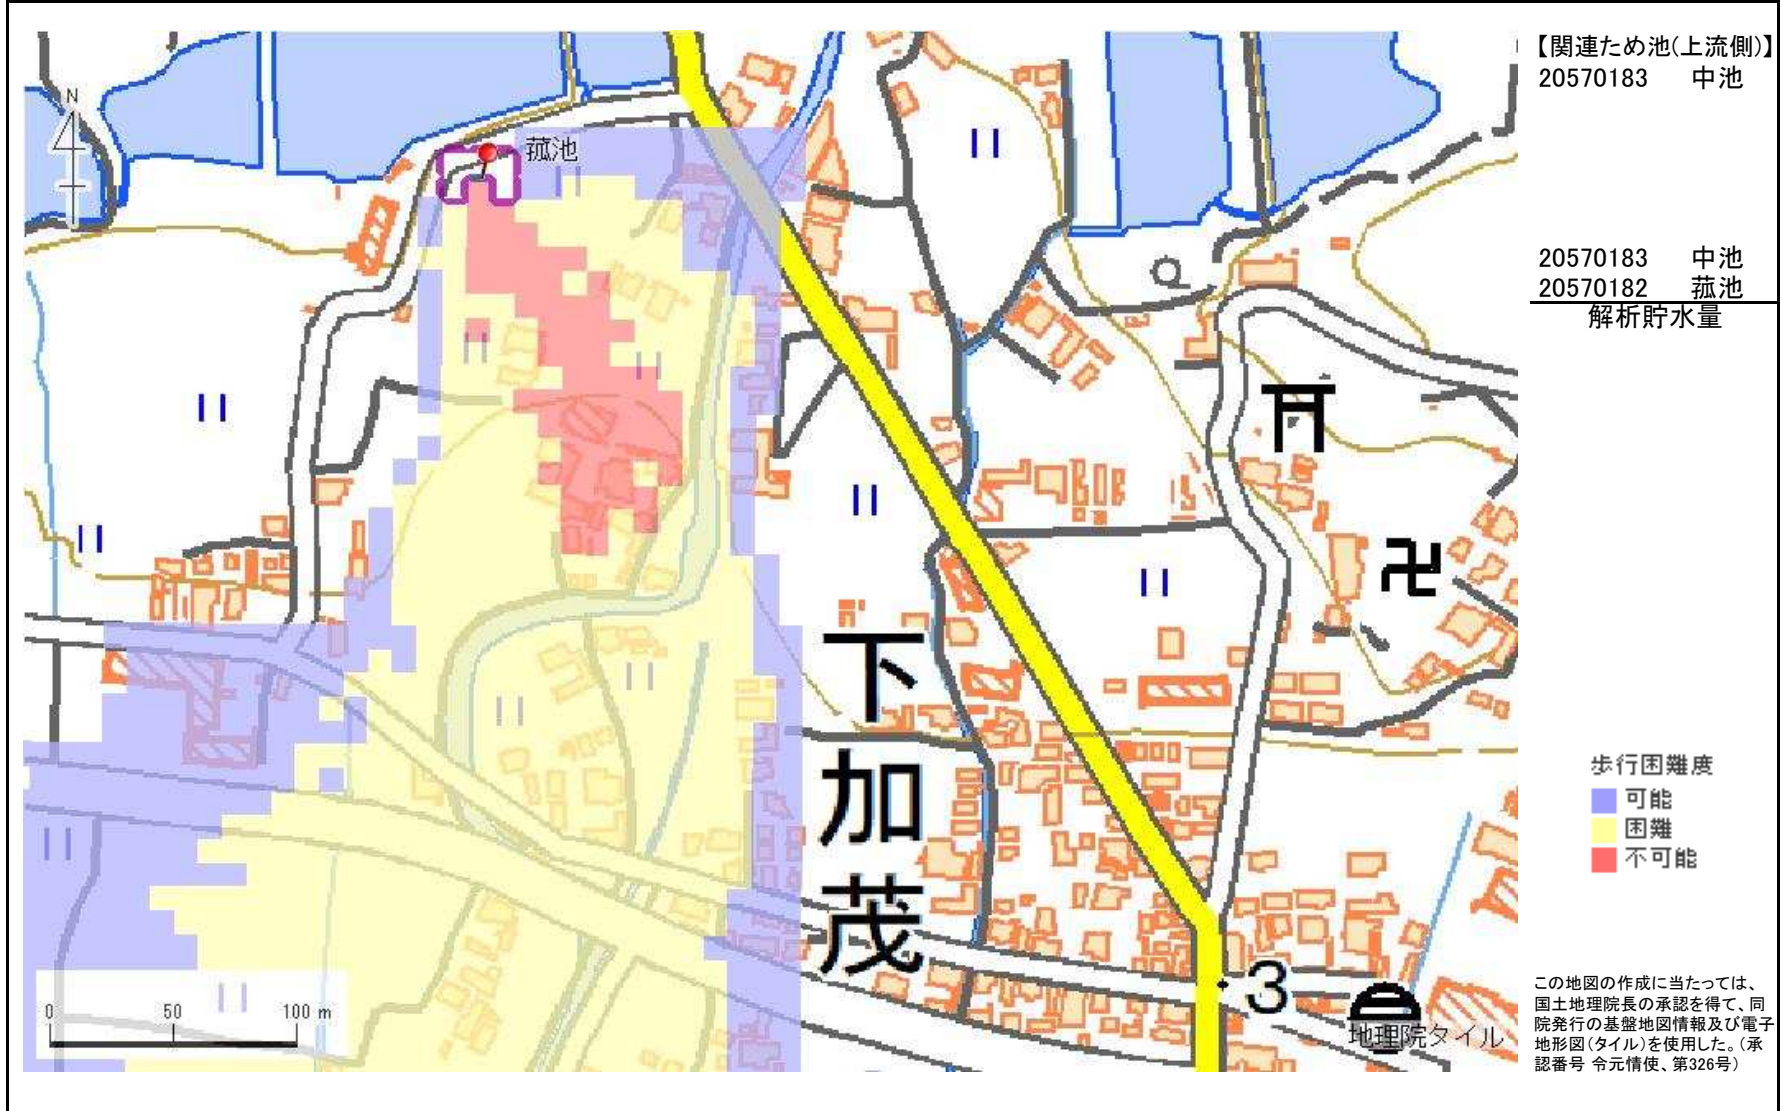 N
菰池
下
加
茂
3
0 50 100 m
地理院タイル
【関連ため池(上流側)】
20570183 中池
20570183 中池
20570182 菰池
解析貯水量
歩行困難度
可能
困難
不可能
この地図の作成に当たっては、
国土地理院長の承認を得て、同
院発行の基盤地図情報及び電子
地形図(タイル)を使用した。(承
認番号 令元情使、第326号)